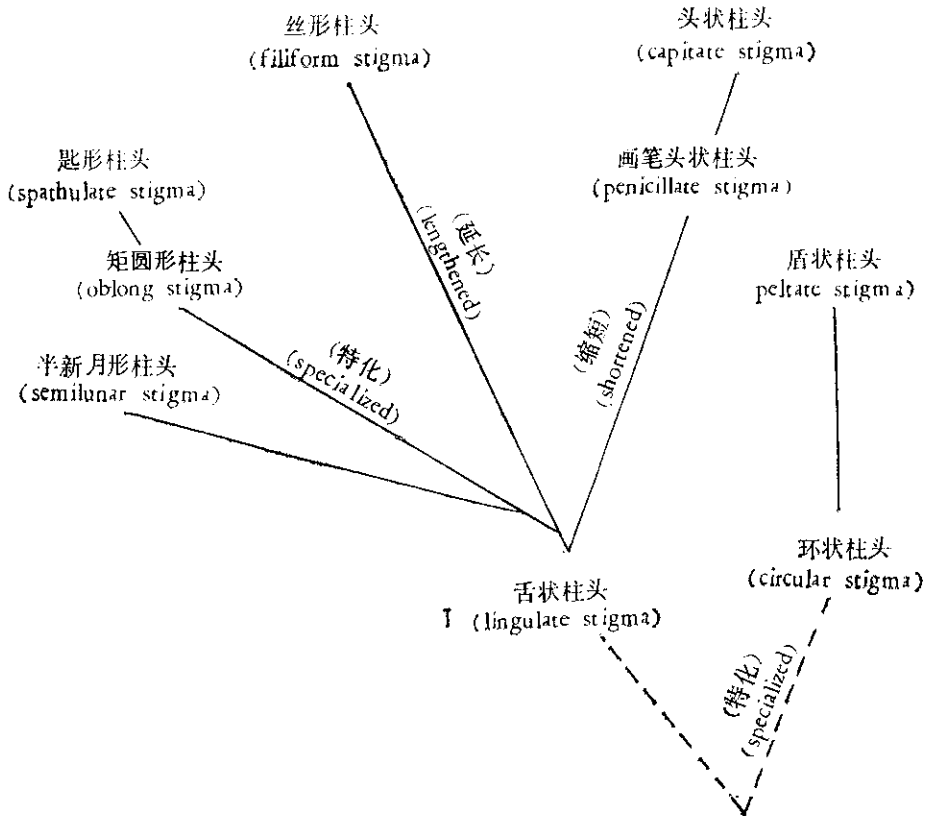 丝形柱头
(filiform stigma)
头状柱头
(capitate stigma)
匙形柱头
(spathulate stigma)
画笔头状柱头
(penicillate stigma)
矩圆形柱头
(oblong stigma)
(延长)
(lengthened)
盾状柱头
peltate stigma)
半新月形柱头
(semilunar stigma)
(特化)
(specialized)
(缩短)
(shortened)
舌状柱头
I (lingulate stigma)
环状柱头
(circular stigma)
(特化)
(specialized)